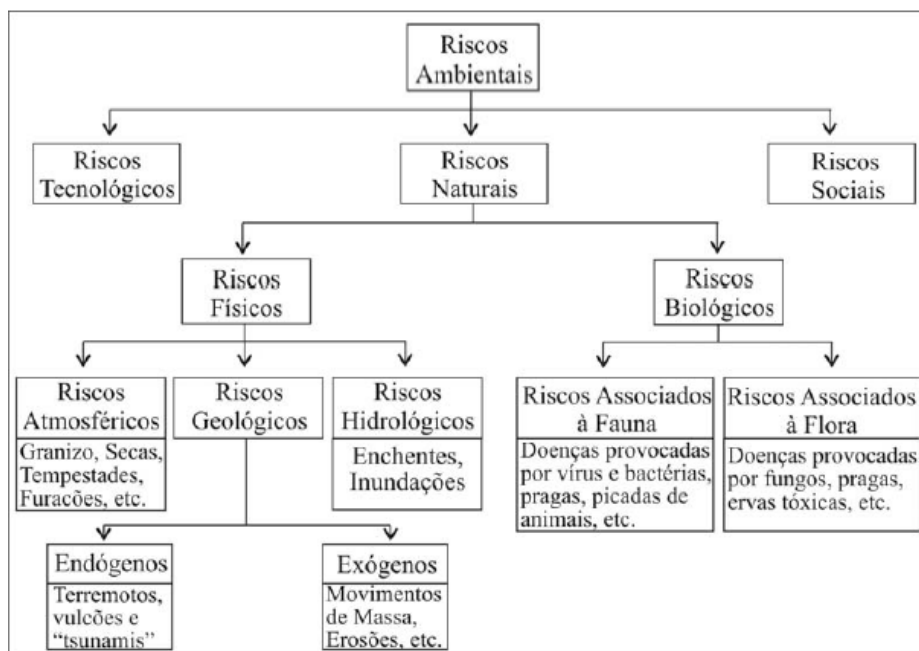 Riscos
Ambientais
Riscos
Tecnológicos
Riscos
Naturais
Riscos
Sociais
Riscos
Físicos
Riscos
Biológicos
Riscos
Atmosféricos
Granizo, Secas,
Tempestades,
Furacões, etc.
Riscos
Geológicos
Riscos
Hidrológicos
Enchentes,
Inundações
Riscos Associados
à Fauna
Doenças provocadas
por vírus e bactérias,
pragas, picadas de
animais, etc.
Riscos Associados
à Flora
Doenças provocadas
por fungos, pragas,
ervas tóxicas, etc.
Endógenos
Terremotos,
vulcões e
“tsunamis”
Exógenos
Movimentos
de Massa,
Erosões, etc.